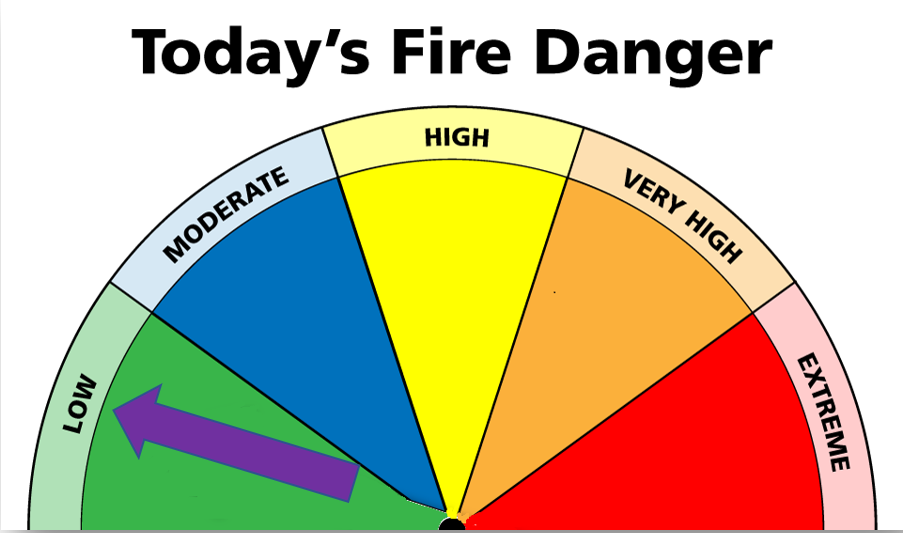 Today's Fire Danger
LOW
MODERATE
HIGH
VERY HIGH
EXTREME